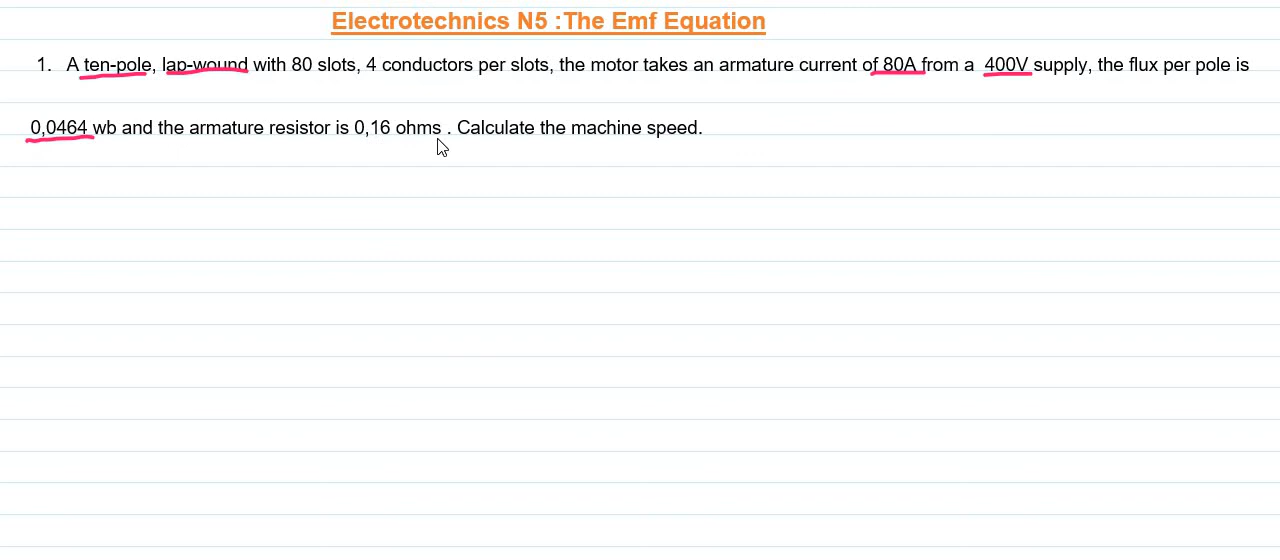 Electrotechnics N5 :The Emf Equation
1. A ten-pole, lap-wound with 80 slots, 4 conductors per slots, the motor takes an armature current of 80A from a 400V supply, the flux per pole is
0,0464 wb and the armature resistor is 0,16 ohms . Calculate the machine speed.